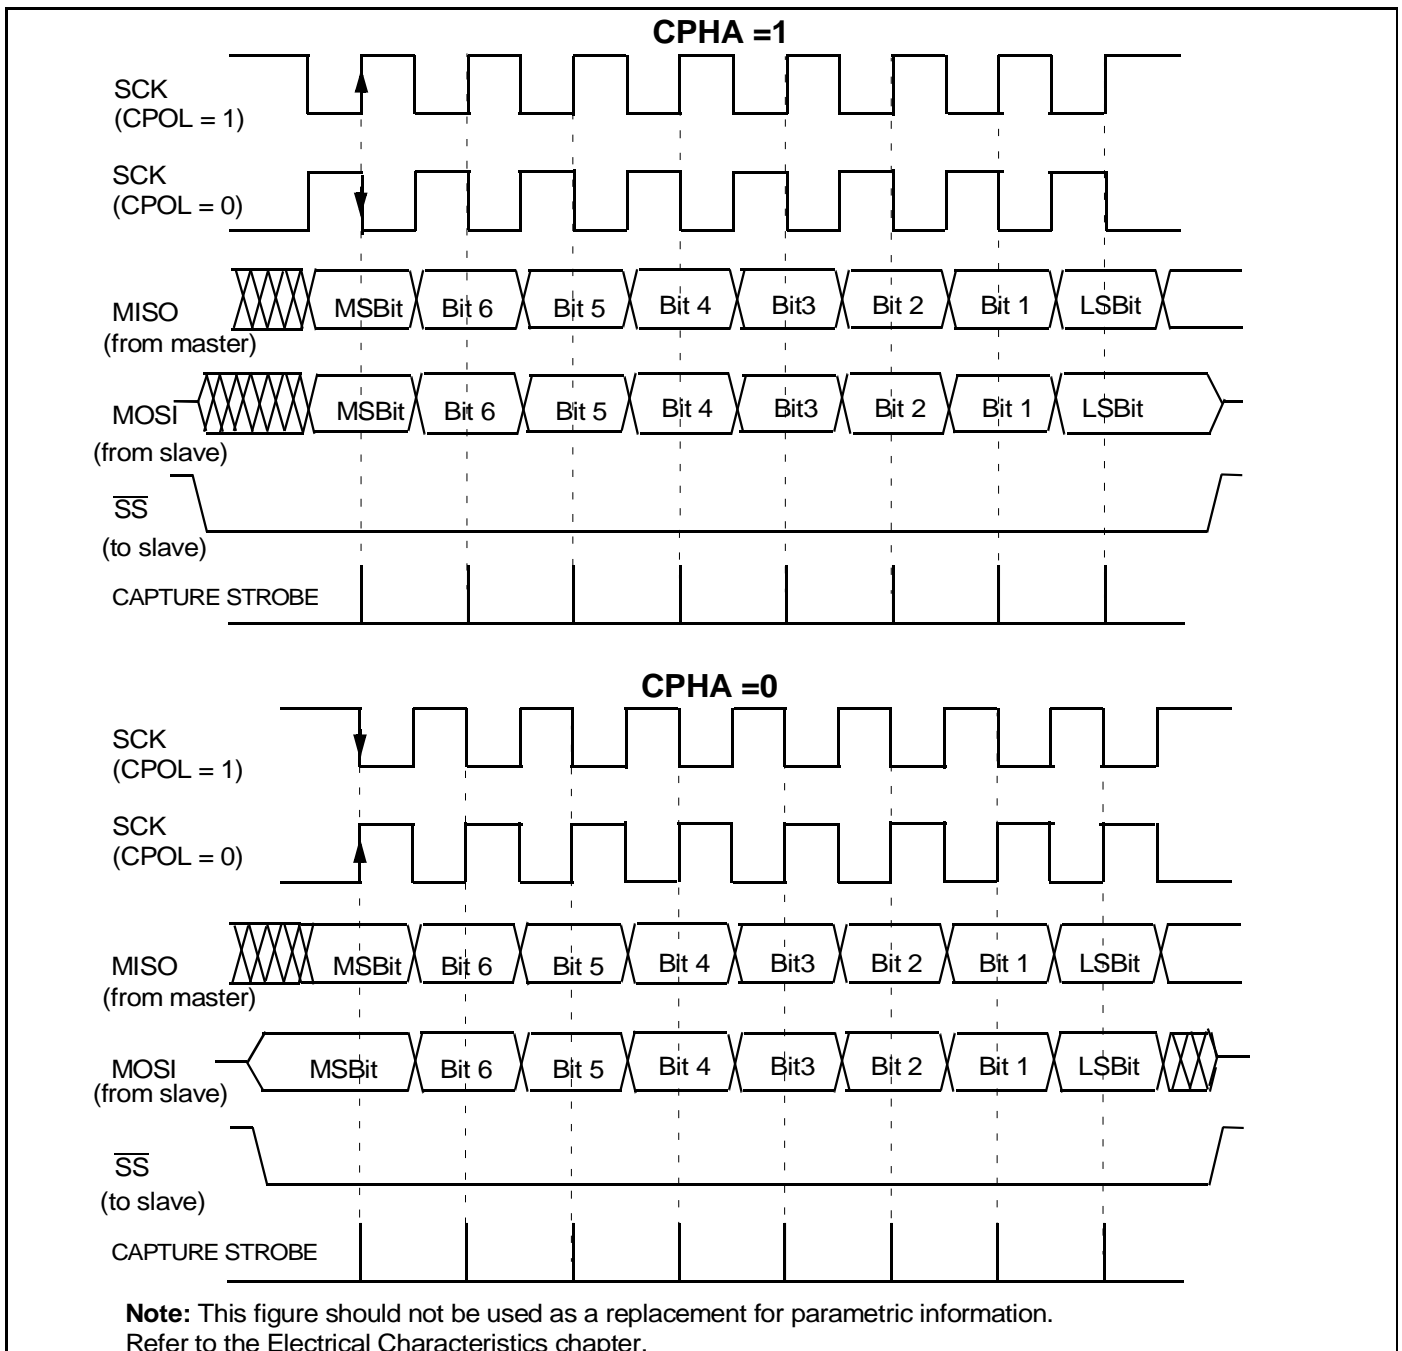 CPHA =1
SCK
(CPOL = 1)
SCK
(CPOL = 0)
MISO
(from master)
MSBit Bit 6 Bit 5 Bit 4 Bit3 Bit 2 Bit 1 LSBit
MOSI
(from slave)
MSBit Bit 6 Bit 5 Bit 4 Bit3 Bit 2 Bit 1 LSBit
SS
(to slave)
CAPTURE STROBE
CPHA =0
SCK
(CPOL = 1)
SCK
(CPOL = 0)
MISO
(from master)
MSBit Bit 6 Bit 5 Bit 4 Bit3 Bit 2 Bit 1 LSBit
MOSI
(from slave)
MSBit Bit 6 Bit 5 Bit 4 Bit3 Bit 2 Bit 1 LSBit
SS
(to slave)
CAPTURE STROBE
Note: This figure should not be used as a replacement for parametric information.
Refer to the Electrical Characteristics chapter.